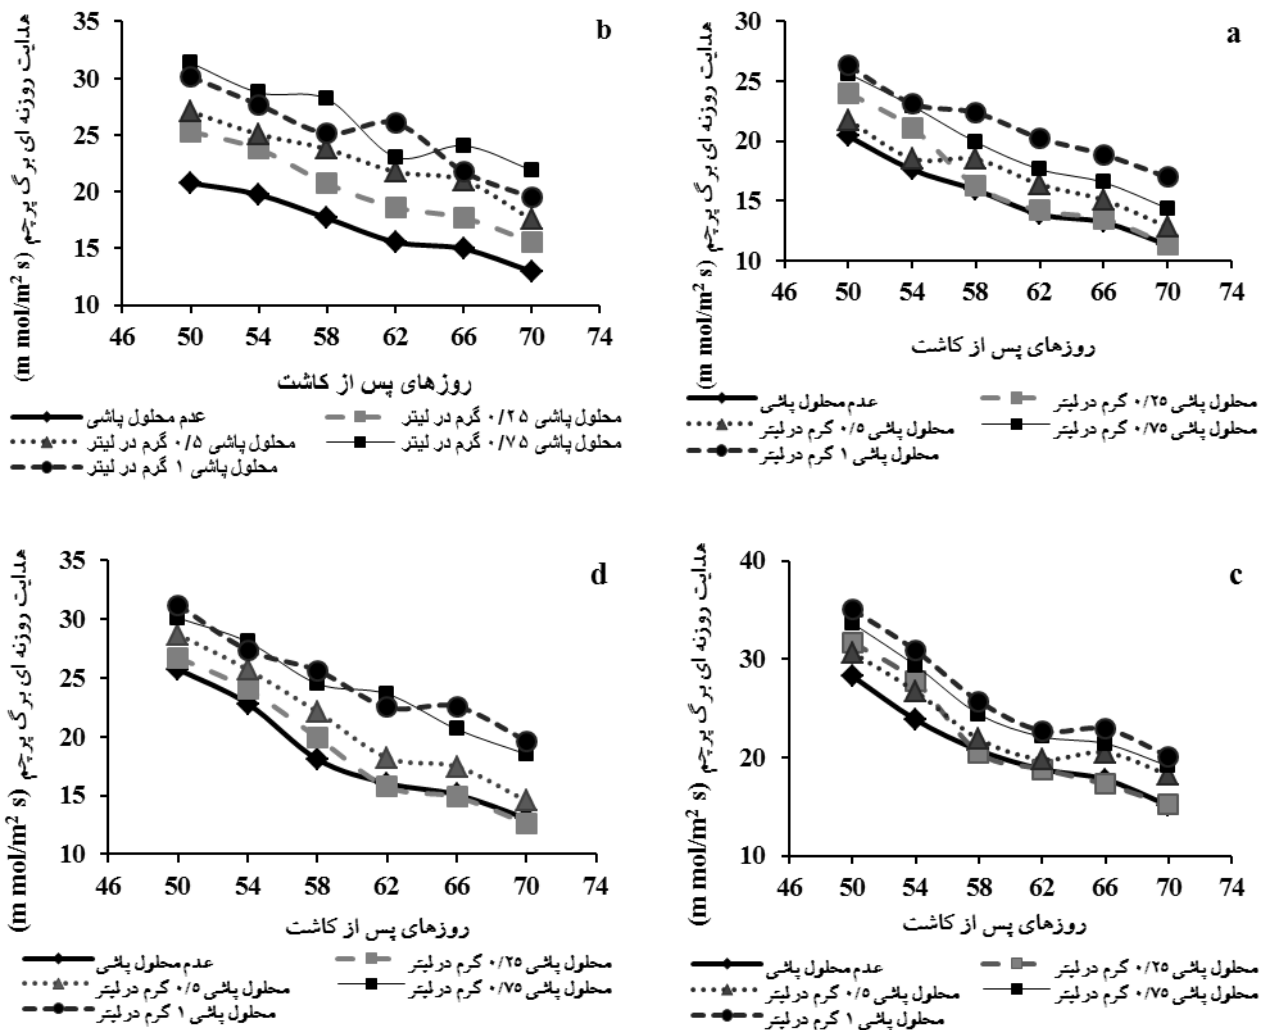 b
هدایت روزنه ای برگ پرچم (m mol/m² s)
35
30
25
20
15
10
46 50 54 58 62 66 70 74
روزهای پس از کاشت
عدم محلول پاشی
محلول پاشی ۰/۲۵ گرم در لیتر
محلول پاشی ۰/۵ گرم در لیتر
محلول پاشی ۰/۷۵ گرم در لیتر
محلول پاشی ۱ گرم در لیتر
a
هدایت روزنه ای برگ پرچم (m mol/m² s)
30
25
20
15
10
46 50 54 58 62 66 70 74
روزهای پس از کاشت
عدم محلول پاشی
محلول پاشی ۰/۲۵ گرم در لیتر
محلول پاشی ۰/۵ گرم در لیتر
محلول پاشی ۰/۷۵ گرم در لیتر
محلول پاشی ۱ گرم در لیتر
d
هدایت روزنه ای برگ پرچم (m mol/m² s)
35
30
25
20
15
10
46 50 54 58 62 66 70 74
روزهای پس از کاشت
عدم محلول پاشی
محلول پاشی ۰/۲۵ گرم در لیتر
محلول پاشی ۰/۵ گرم در لیتر
محلول پاشی ۰/۷۵ گرم در لیتر
محلول پاشی ۱ گرم در لیتر
c
هدایت روزنه ای برگ پرچم (m mol/m² s)
40
30
20
10
46 50 54 58 62 66 70 74
روزهای پس از کاشت
عدم محلول پاشی
محلول پاشی ۰/۲۵ گرم در لیتر
محلول پاشی ۰/۵ گرم در لیتر
محلول پاشی ۰/۷۵ گرم در لیتر
محلول پاشی ۱ گرم در لیتر